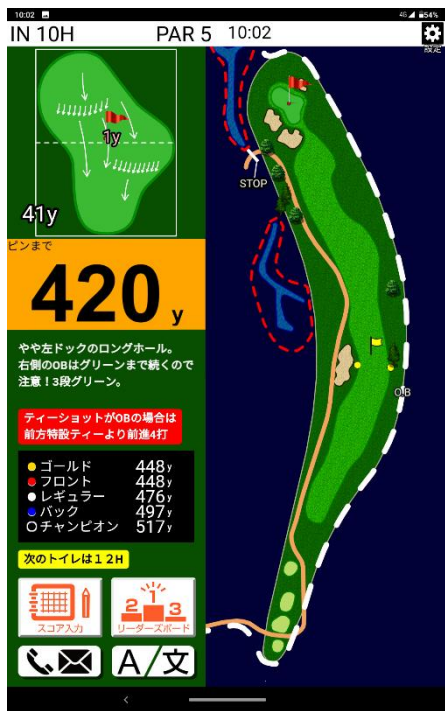 10:02
4G 54%
IN 10H PAR 5 10:02
設定
1y
41y
STOP
ピンまで
420 y
やや左ドックのロングホール。
右側のOBはグリーンまで続くので
注意！3段グリーン。
OB
ティーショットがOBの場合は
前方特設ティーより前進4打
ゴールド 448y
フロント 448y
レギュラー 476y
バック 497y
チャンピオン 517y
次のトイレは１２H
1 2 3
スコア入力 リーダーズボード
A/文